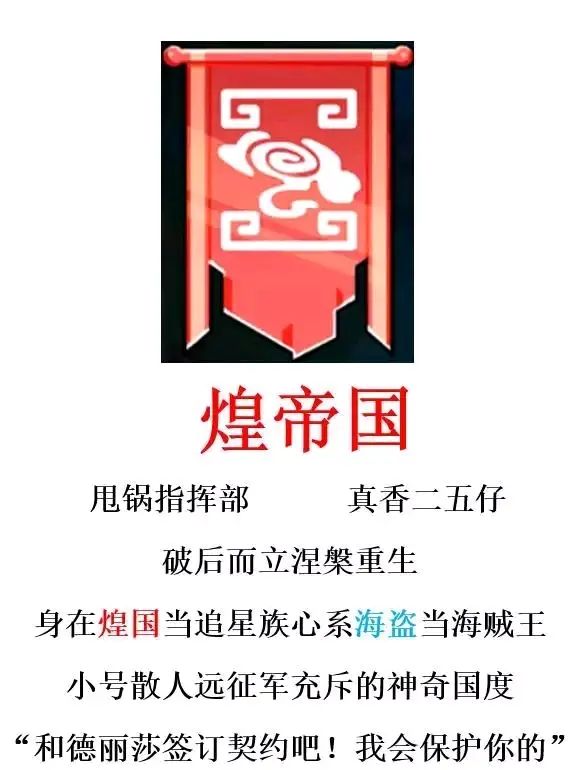 煌帝国
甩锅指挥部 真香二五仔
破后而立涅槃重生
身在煌国当追星族心系海盗当海贼王
小号散人远征军充斥的神奇国度
“和德丽莎签订契约吧！我会保护你的”